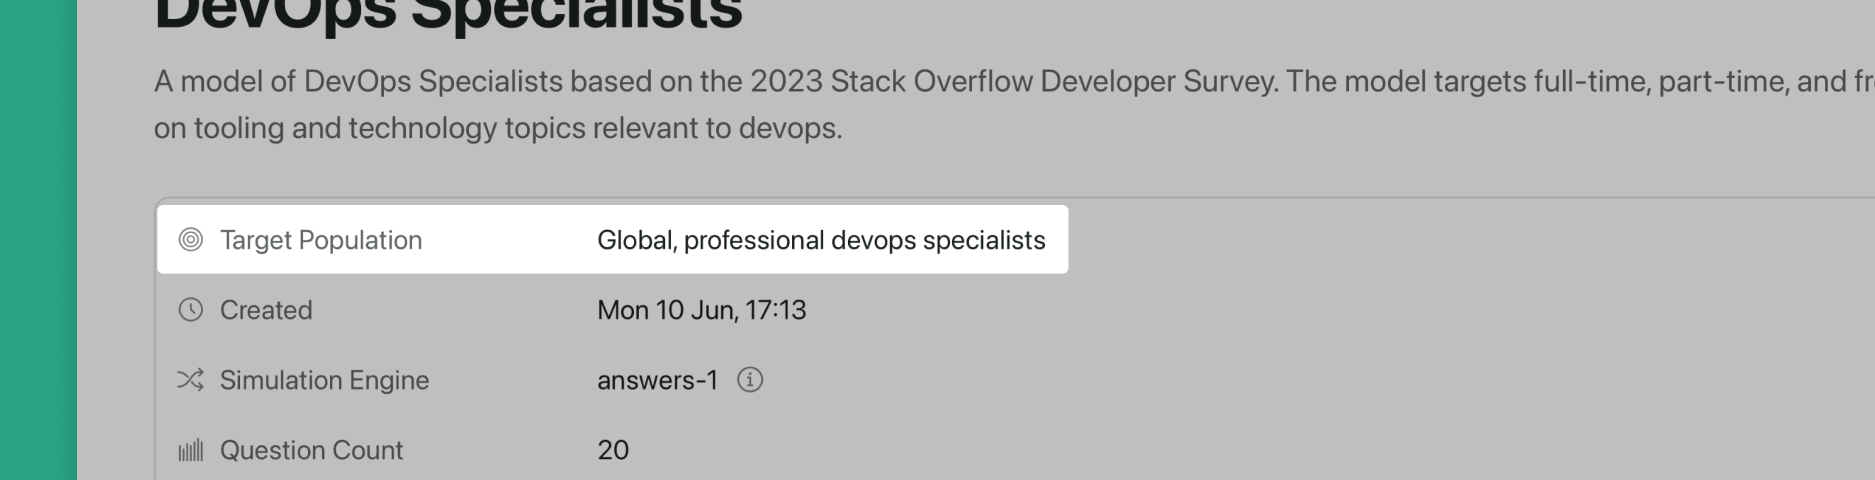 DevOps Specialists
A model of DevOps Specialists based on the 2023 Stack Overflow Developer Survey. The model targets full-time, part-time, and
on tooling and technology topics relevant to devops.
Target Population
Global, professional devops specialists
Created
Mon 10 Jun, 17:13
Simulation Engine
answers-1
Question Count
20